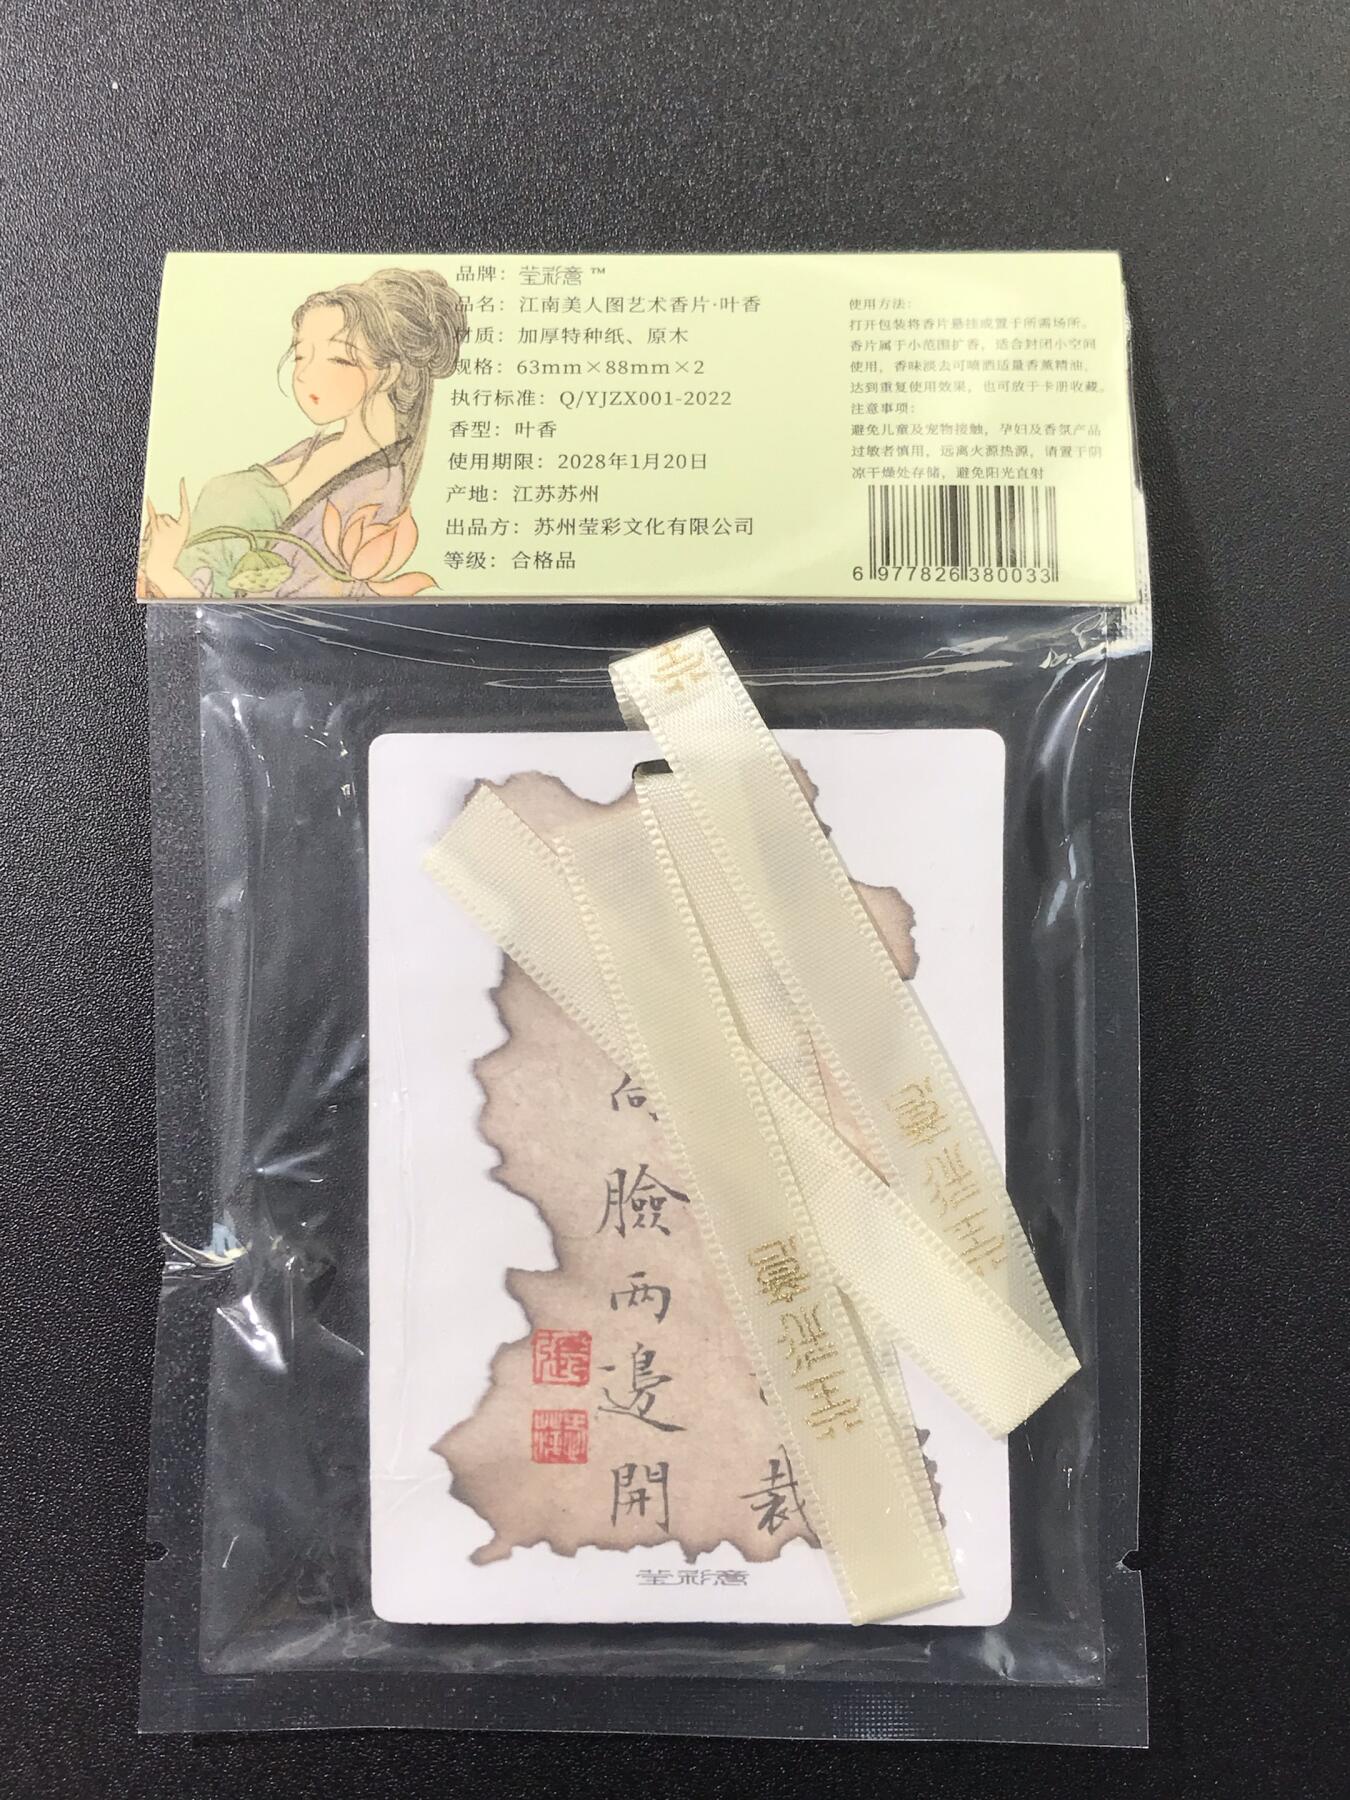 品牌：莹彩意™
品名：江南美人图艺术香片·叶香
材质：加厚特种纸、原木
规格：63mm×88mm×2
执行标准：Q/YJZX001-2022
香型：叶香
使用期限：2028年1月20日
产地：江苏苏州
出品方：苏州莹彩文化有限公司
等级：合格品
使用方法：
打开包装将香片悬挂或置于所需场所。
香片属于小范围扩香，适合封闭小空间
使用，香味淡去可喷洒适量香薰精油，
达到重复使用效果，也可放于卡册收藏。
注意事项：
避免儿童及宠物接触，孕妇及香氛产品
过敏者慎用，远离火源热源，请置于阴
凉干燥处存储，避免阳光直射
6 977826 380033
裁
向臉兩邊開
莹彩意
莹彩意
莹彩意